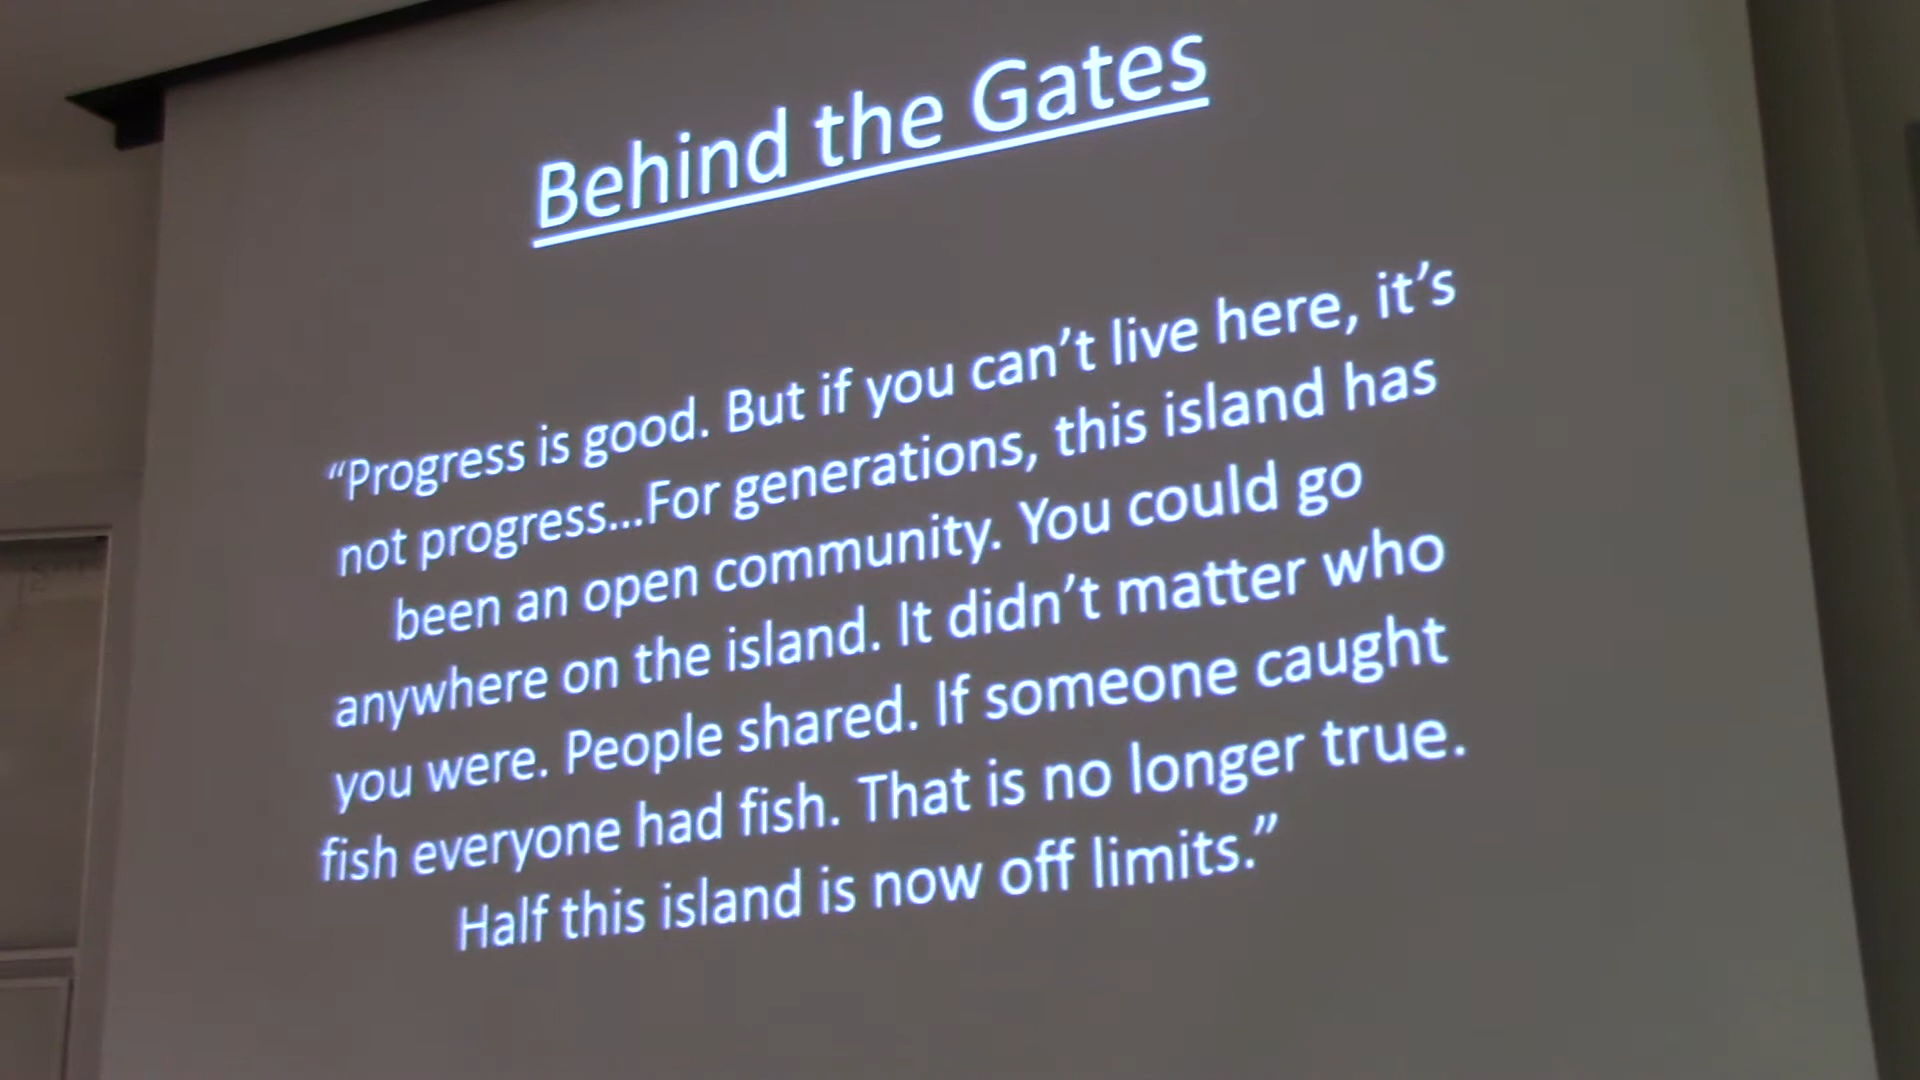 Behind the Gates
“Progress is good. But if you can’t live here, it’s
not progress...For generations, this island has
been an open community. You could go
anywhere on the island. It didn’t matter who
you were. People shared. If someone caught
fish everyone had fish. That is no longer true.
Half this island is now off limits.”